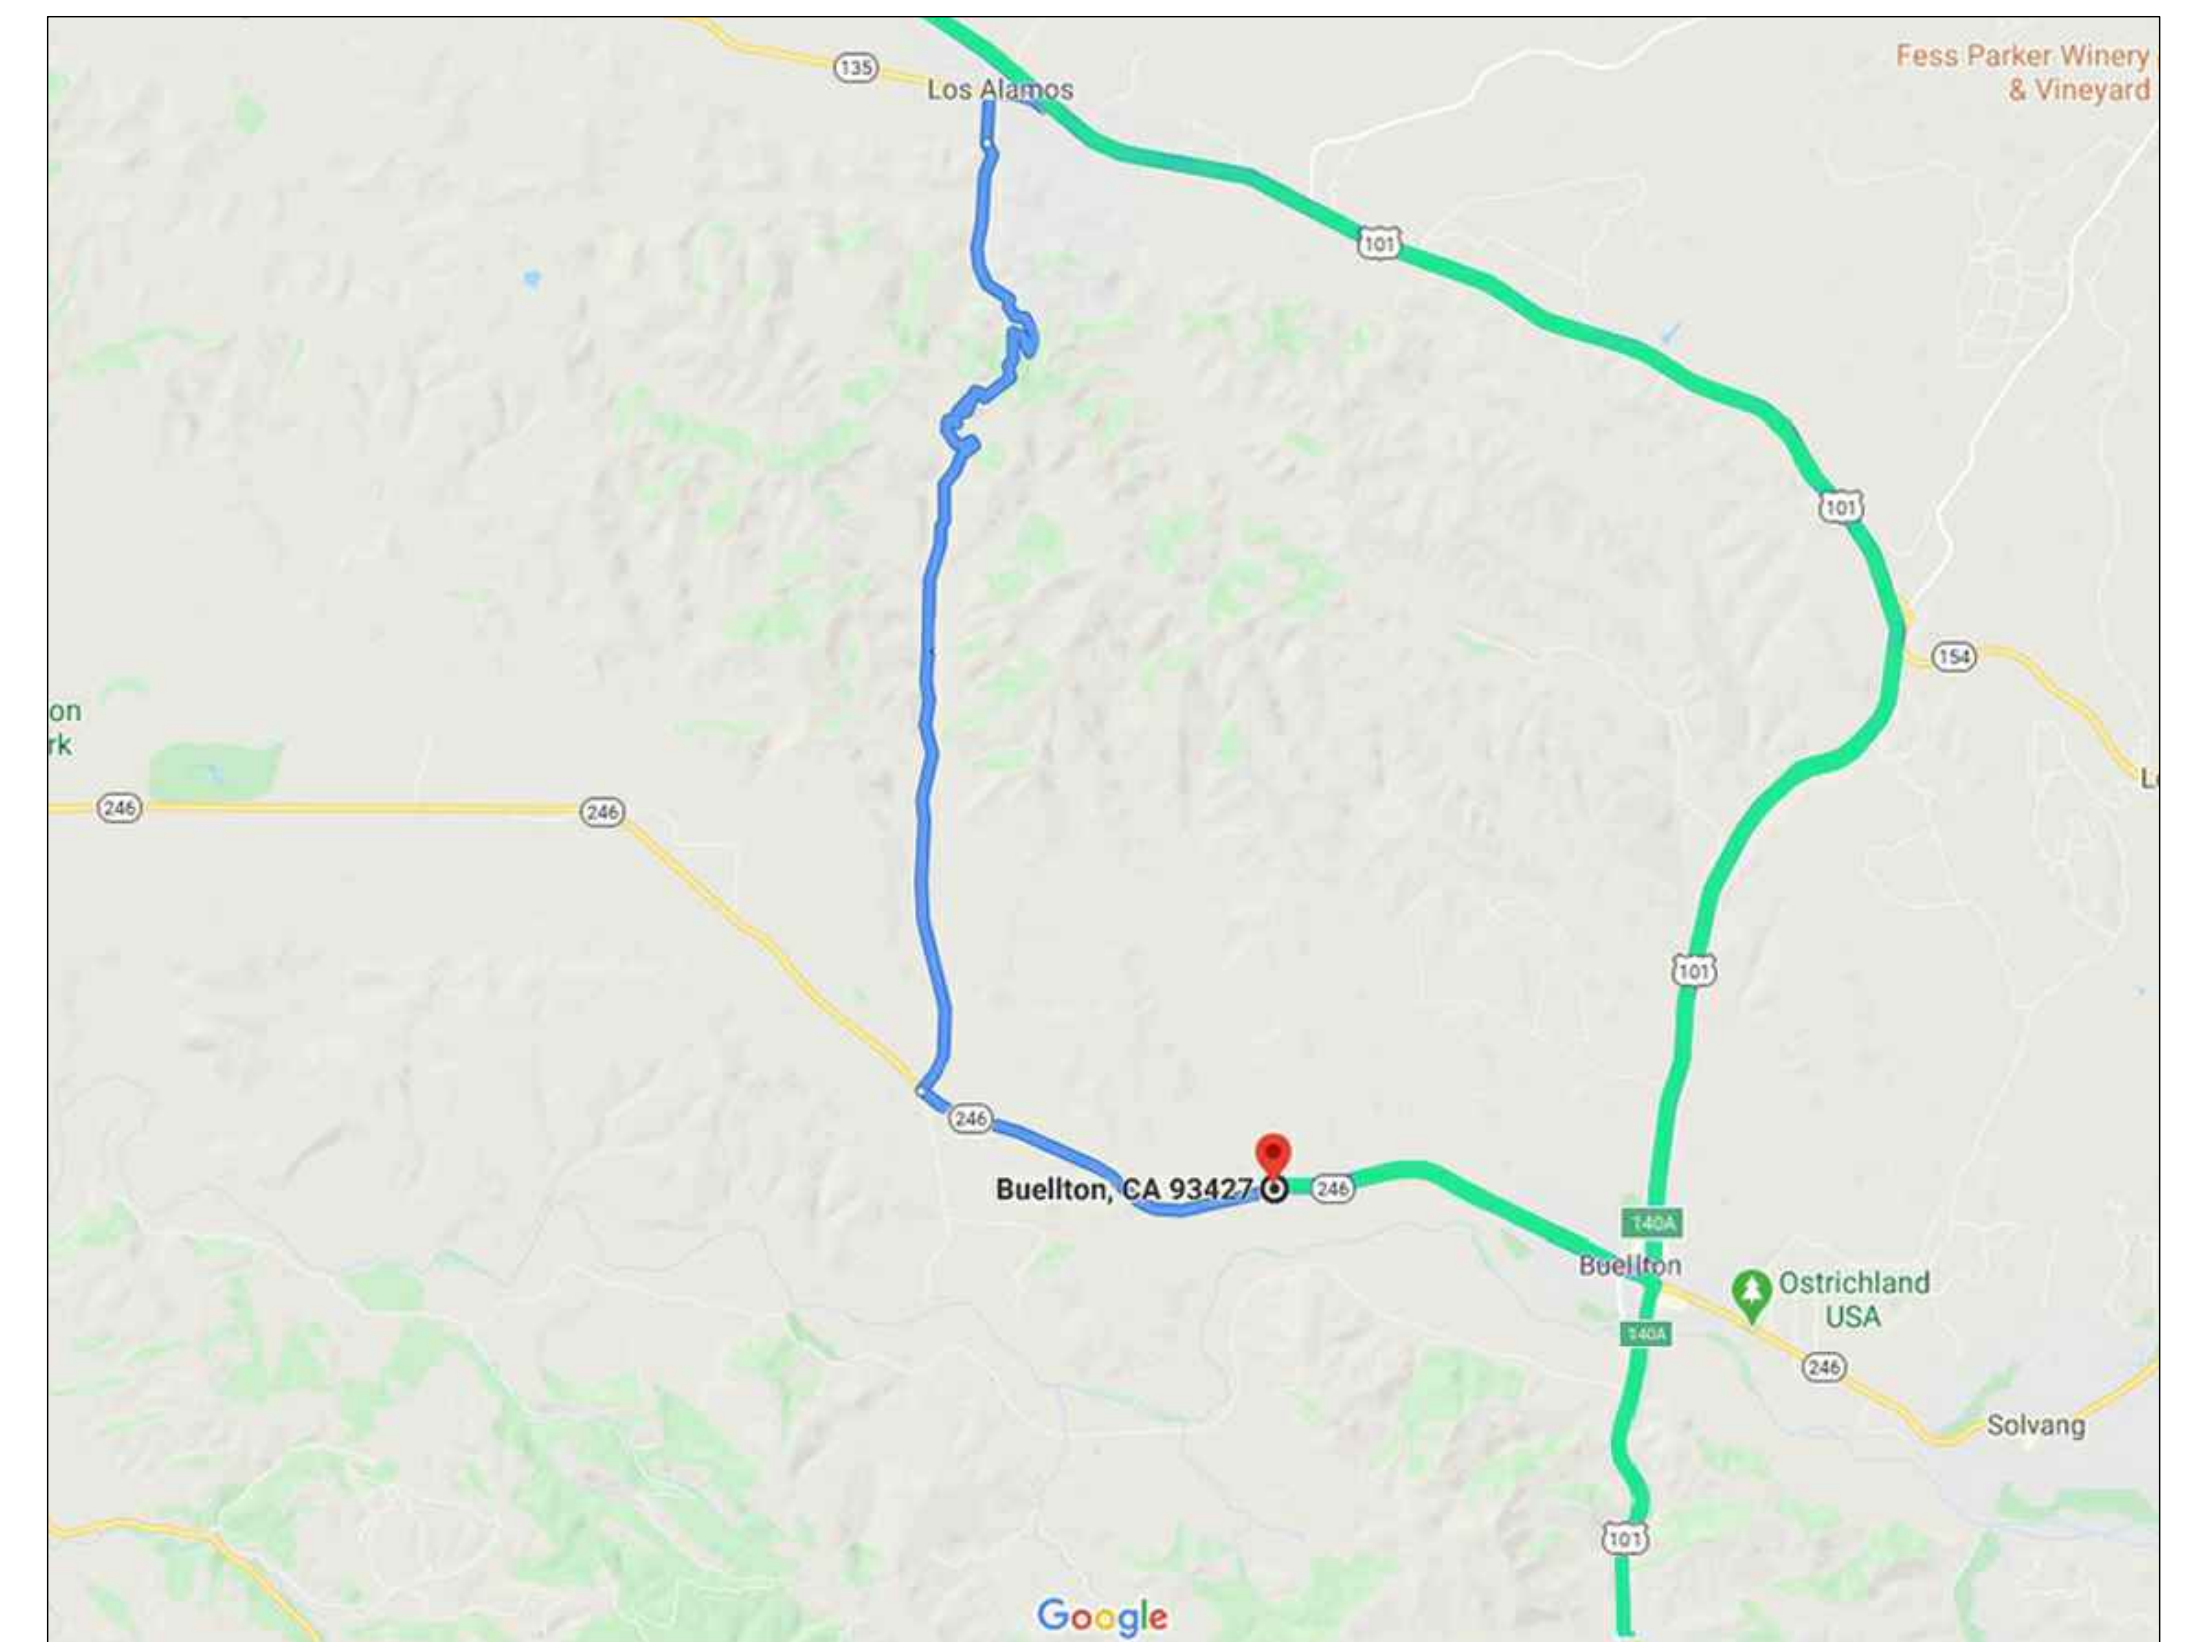 Fess Parker Winery
& Vineyard
135
Los Alamos
101
101
154
on
rk
246
246
101
246
Buellton, CA 93427
246
140A
Buellton
Ostrichland
USA
140A
246
Solvang
101
Google